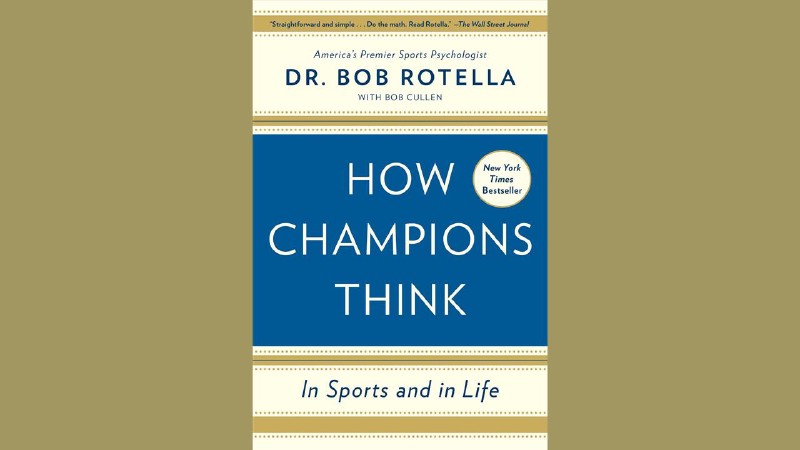 "Straightforward and simple . . . Do the math. Read Rotella." —The Wall Street Journal
America's Premier Sports Psychologist
DR. BOB ROTELLA
WITH BOB CULLEN
HOW
CHAMPIONS
THINK
New York
Times
Bestseller
In Sports and in Life